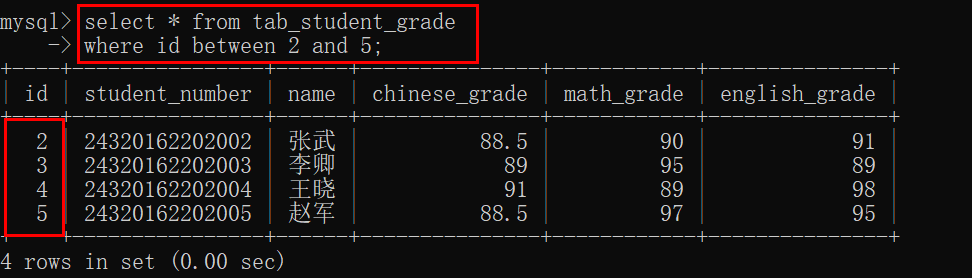 mysql> select * from tab_student_grade
-> where id between 2 and 5;
| id | student_number | name | chinese_grade | math_grade | english_grade |
| 2 | 24320162202002 | 张武 | 88.5 | 90 | 91 |
| 3 | 24320162202003 | 李卿 | 89 | 95 | 89 |
| 4 | 24320162202004 | 王晓 | 91 | 89 | 98 |
| 5 | 24320162202005 | 赵军 | 88.5 | 97 | 95 |
4 rows in set (0.00 sec)